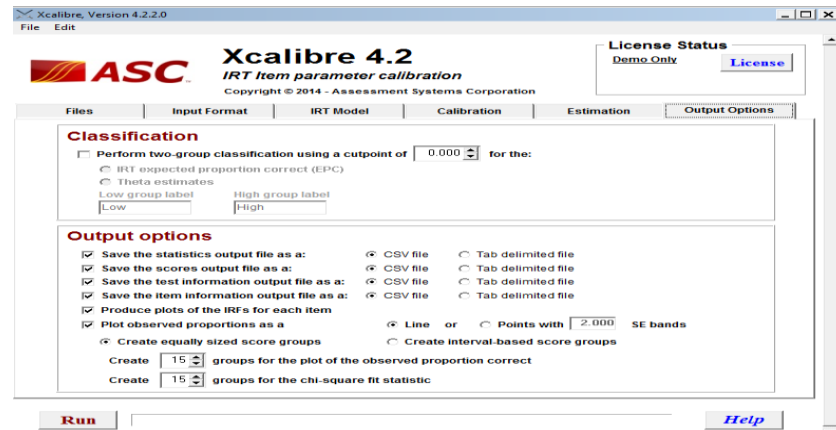 Xcalibre, Version 4.2.2.0
File Edit
ASC
Xcalibre 4.2
IRT Item parameter calibration
Copyright © 2014 - Assessment Systems Corporation
License Status
Demo Only License
Files Input Format IRT Model Calibration Estimation Output Options
Classification
Perform two-group classification using a cutpoint of 0.000 for the:
IRT expected proportion correct (EPC)
Theta estimates
Low group label High group label
Low High
Output options
Save the statistics output file as a: CSV file Tab delimited file
Save the scores output file as a: CSV file Tab delimited file
Save the test information output file as a: CSV file Tab delimited file
Save the item information output file as a: CSV file Tab delimited file
Produce plots of the IRFs for each item
Plot observed proportions as a Line or Points with 2.000 SE bands
Create equally sized score groups Create interval-based score groups
Create 15 groups for the plot of the observed proportion correct
Create 15 groups for the chi-square fit statistic
Run Help